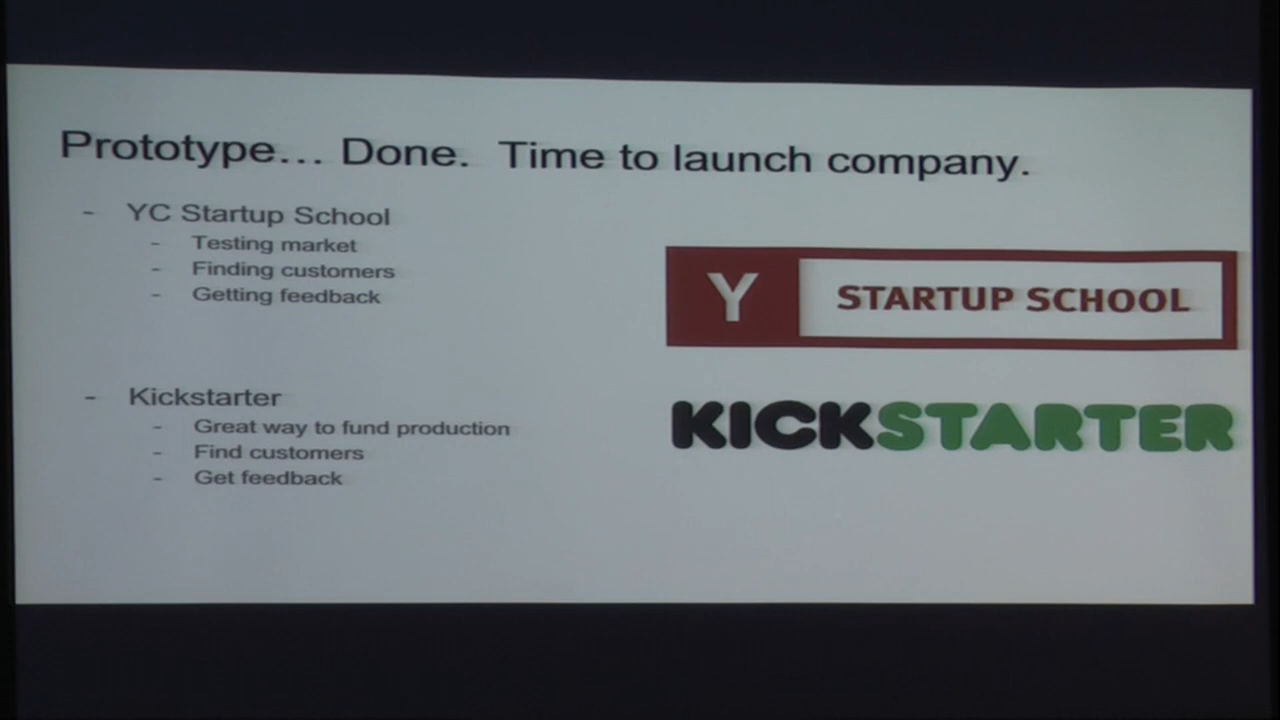 Prototype... Done. Time to launch company.
- YC Startup School
- Testing market
- Finding customers
- Getting feedback
- Kickstarter
- Great way to fund production
- Find customers
- Get feedback
Y STARTUP SCHOOL
KICKSTARTER